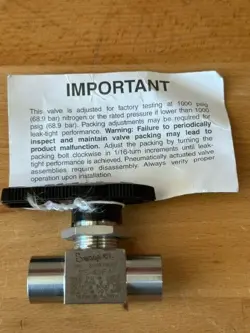 IMPORTANT
This valve is adjusted for factory testing at 1000 psig
(68.9 bar) nitrogen or the rated pressure if lower than 1000
psig (68.9 bar). Packing adjustments may be required for
leak-tight performance. Warning: Failure to periodically
inspect and maintain valve packing may lead to
product malfunction. Adjust the packing by turning the
packing bolt clockwise in 1/16-turn increments until leak-
tight performance is achieved. Pneumatically actuated valve
assemblies require disassembly. Always verify proper
operation upon installation.